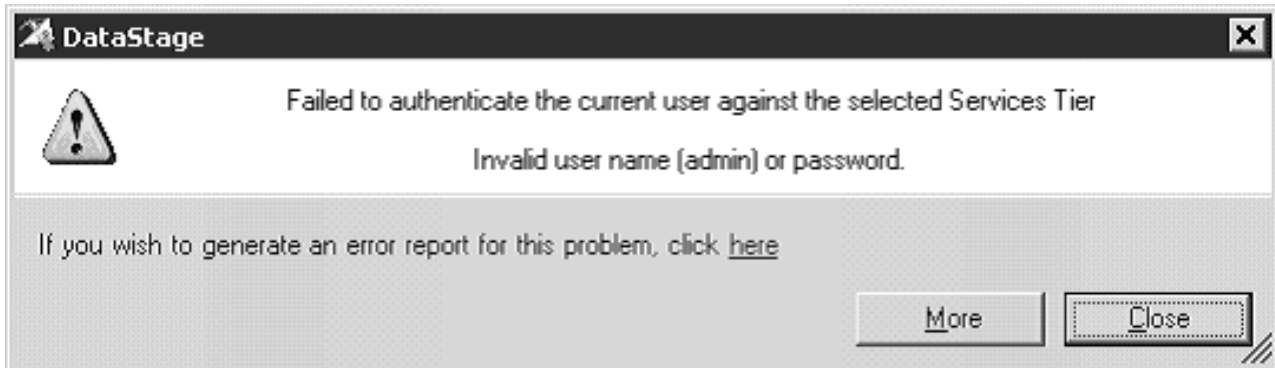 DataStage
Failed to authenticate the current user against the selected Services Tier
Invalid user name (admin) or password.
If you wish to generate an error report for this problem, click here
More
Close